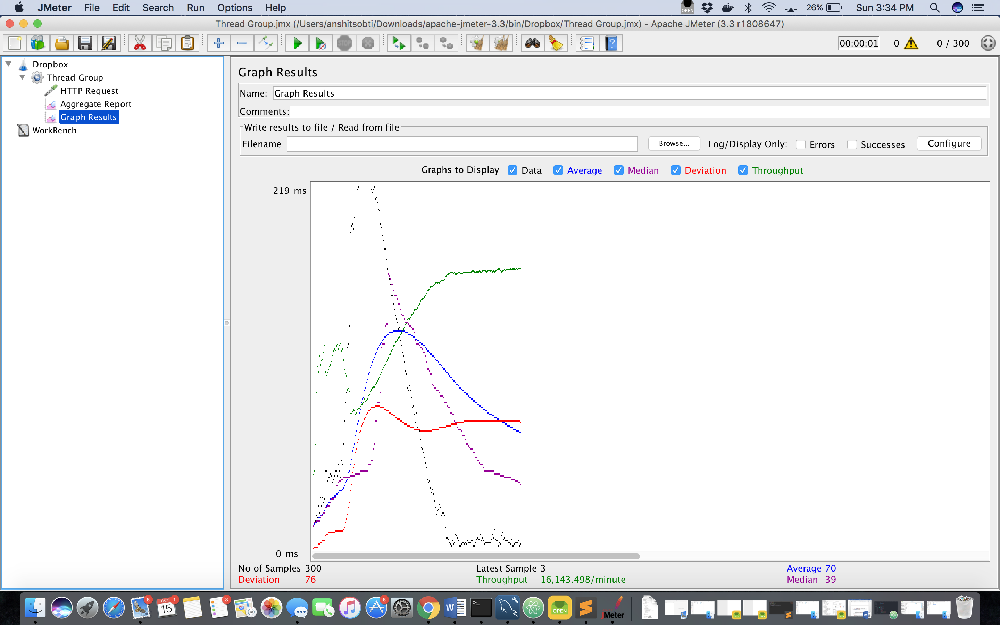 JMeter File Edit Search Run Options Help OPEN 26% Sun 3:34 PM
Thread Group.jmx (/Users/anshitsobti/Downloads/apache-jmeter-3.3/bin/Dropbox/Thread Group.jmx) - Apache JMeter (3.3 r1808647)
STOP ? 00:00:01 0 0 / 300
Dropbox
Thread Group
HTTP Request
Aggregate Report
Graph Results
WorkBench
Graph Results
Name: Graph Results
Comments:
Write results to file / Read from file
Filename Browse... Log/Display Only: Errors Successes Configure
Graphs to Display Data Average Median Deviation Throughput
219 ms
0 ms
No of Samples 300 Latest Sample 3 Average 70
Deviation 76 Throughput 16,143.498/minute Median 39
6 OCT 15 1 3 6 W >_ OPEN JMeter JS